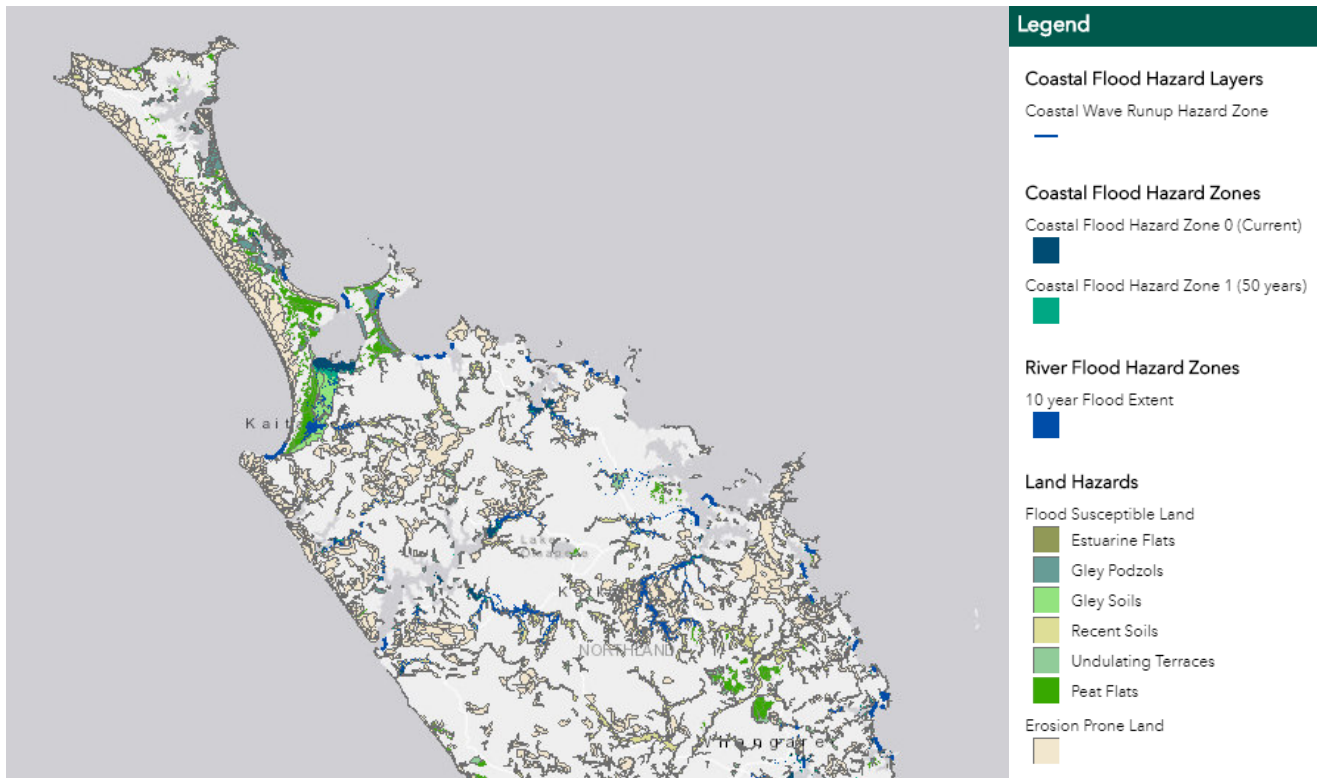 Legend
Coastal Flood Hazard Layers
Coastal Wave Runup Hazard Zone
Coastal Flood Hazard Zones
Coastal Flood Hazard Zone 0 (Current)
Coastal Flood Hazard Zone 1 (50 years)
River Flood Hazard Zones
10 year Flood Extent
Land Hazards
Flood Susceptible Land
Estuarine Flats
Gley Podzols
Gley Soils
Recent Soils
Undulating Terraces
Peat Flats
Erosion Prone Land
Kait
Lake
NORTHLAND